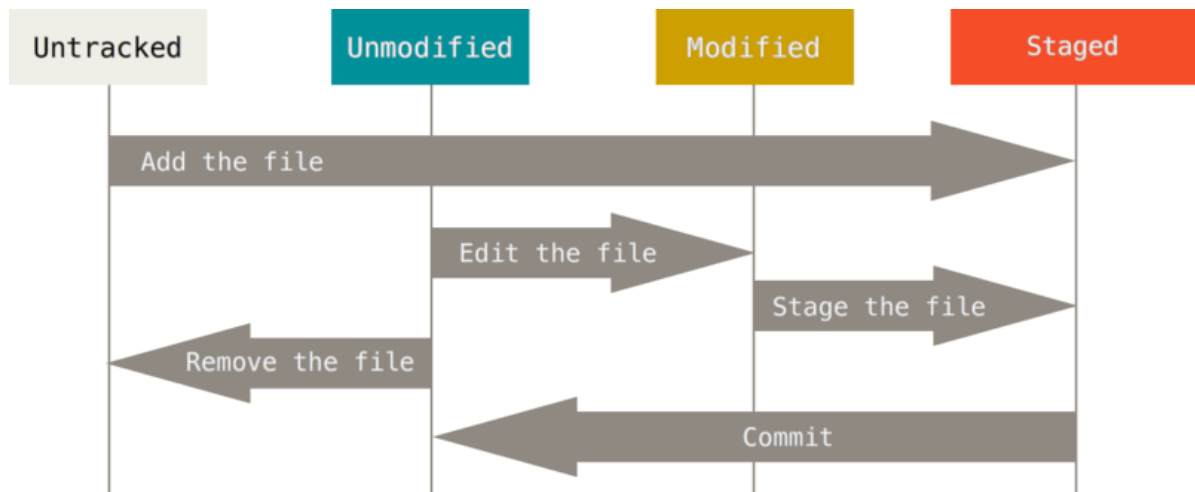 Untracked
Unmodified
Modified
Staged
Add the file
Edit the file
Stage the file
Remove the file
Commit